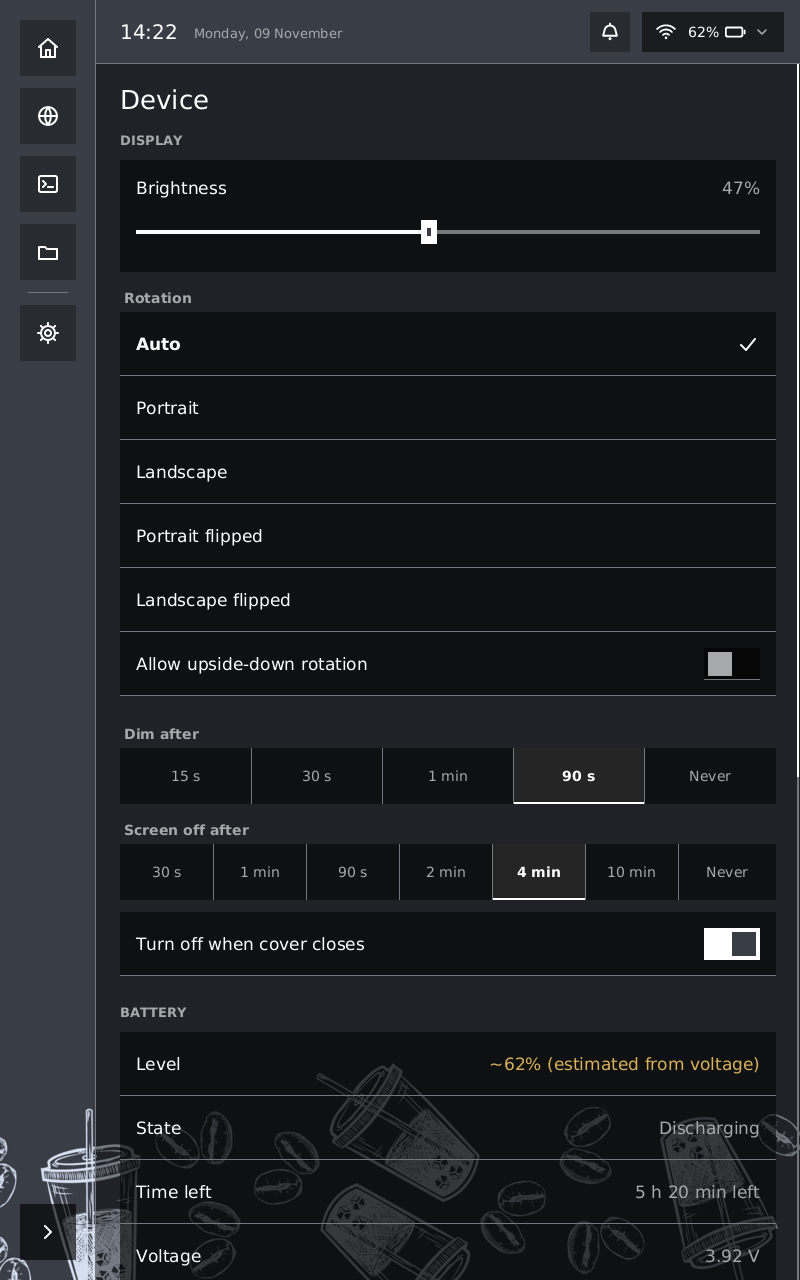 14:22 Monday, 09 November 62%
Device
DISPLAY
Brightness 47%
Rotation
Auto
Portrait
Landscape
Portrait flipped
Landscape flipped
Allow upside-down rotation
Dim after
15 s 30 s 1 min 90 s Never
Screen off after
30 s 1 min 90 s 2 min 4 min 10 min Never
Turn off when cover closes
BATTERY
Level ~62% (estimated from voltage)
State Discharging
Time left 5 h 20 min left
Voltage 3.92 V